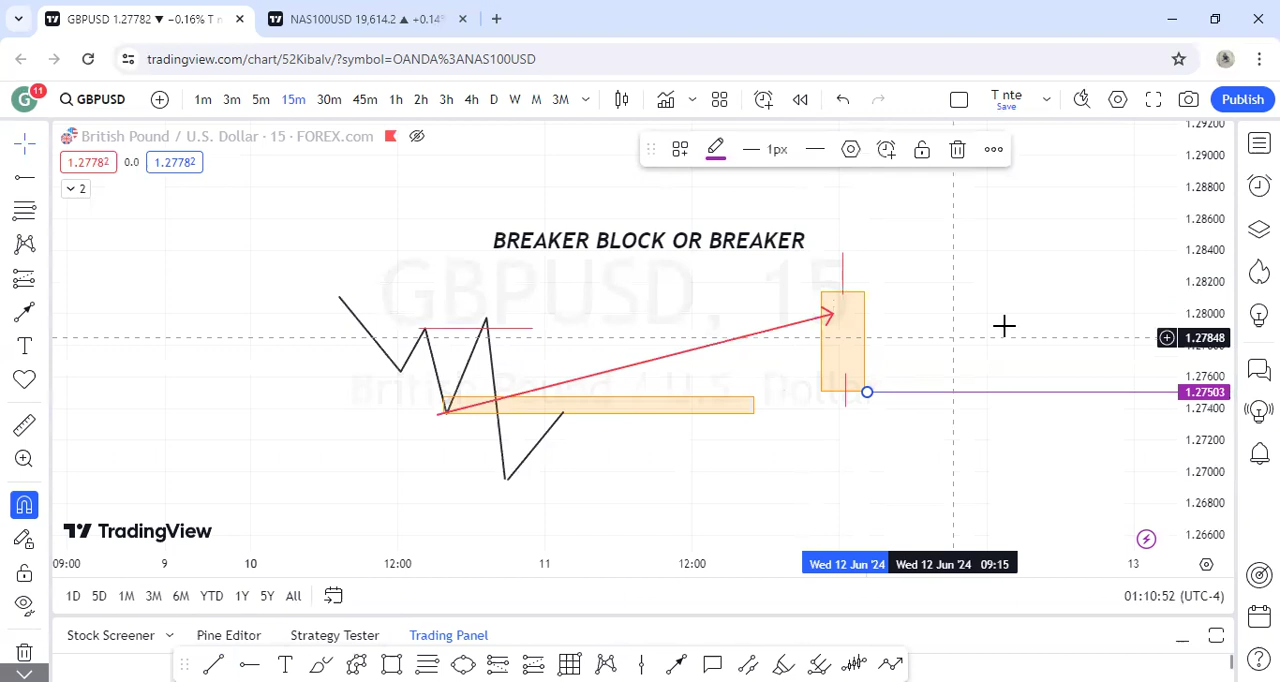 GBPUSD 1.27782 ▼ −0.16% T n
NAS100USD 19,614.2 ▲ +0.14%
tradingview.com/chart/52Kibalv/?symbol=OANDA%3ANAS100USD
G
11
GBPUSD
1m 3m 5m 15m 30m 45m 1h 2h 3h 4h D W M 3M
T nte
Save
Publish
British Pound / U.S. Dollar · 15 · FOREX.com
1.27782 0.0 1.27782
2
1px
BREAKER BLOCK OR BREAKER
GBPUSD, 15
British Pound / U.S. Dollar
1.29200
1.29000
1.28800
1.28600
1.28400
1.28200
1.28000
1.27848
1.27600
1.27503
1.27400
1.27200
1.27000
1.26800
1.26600
TradingView
09:00 9 10 12:00 11 12:00 Wed 12 Jun '24 Wed 12 Jun '24 09:15 13
1D 5D 1M 3M 6M YTD 1Y 5Y All
01:10:52 (UTC-4)
Stock Screener Pine Editor Strategy Tester Trading Panel